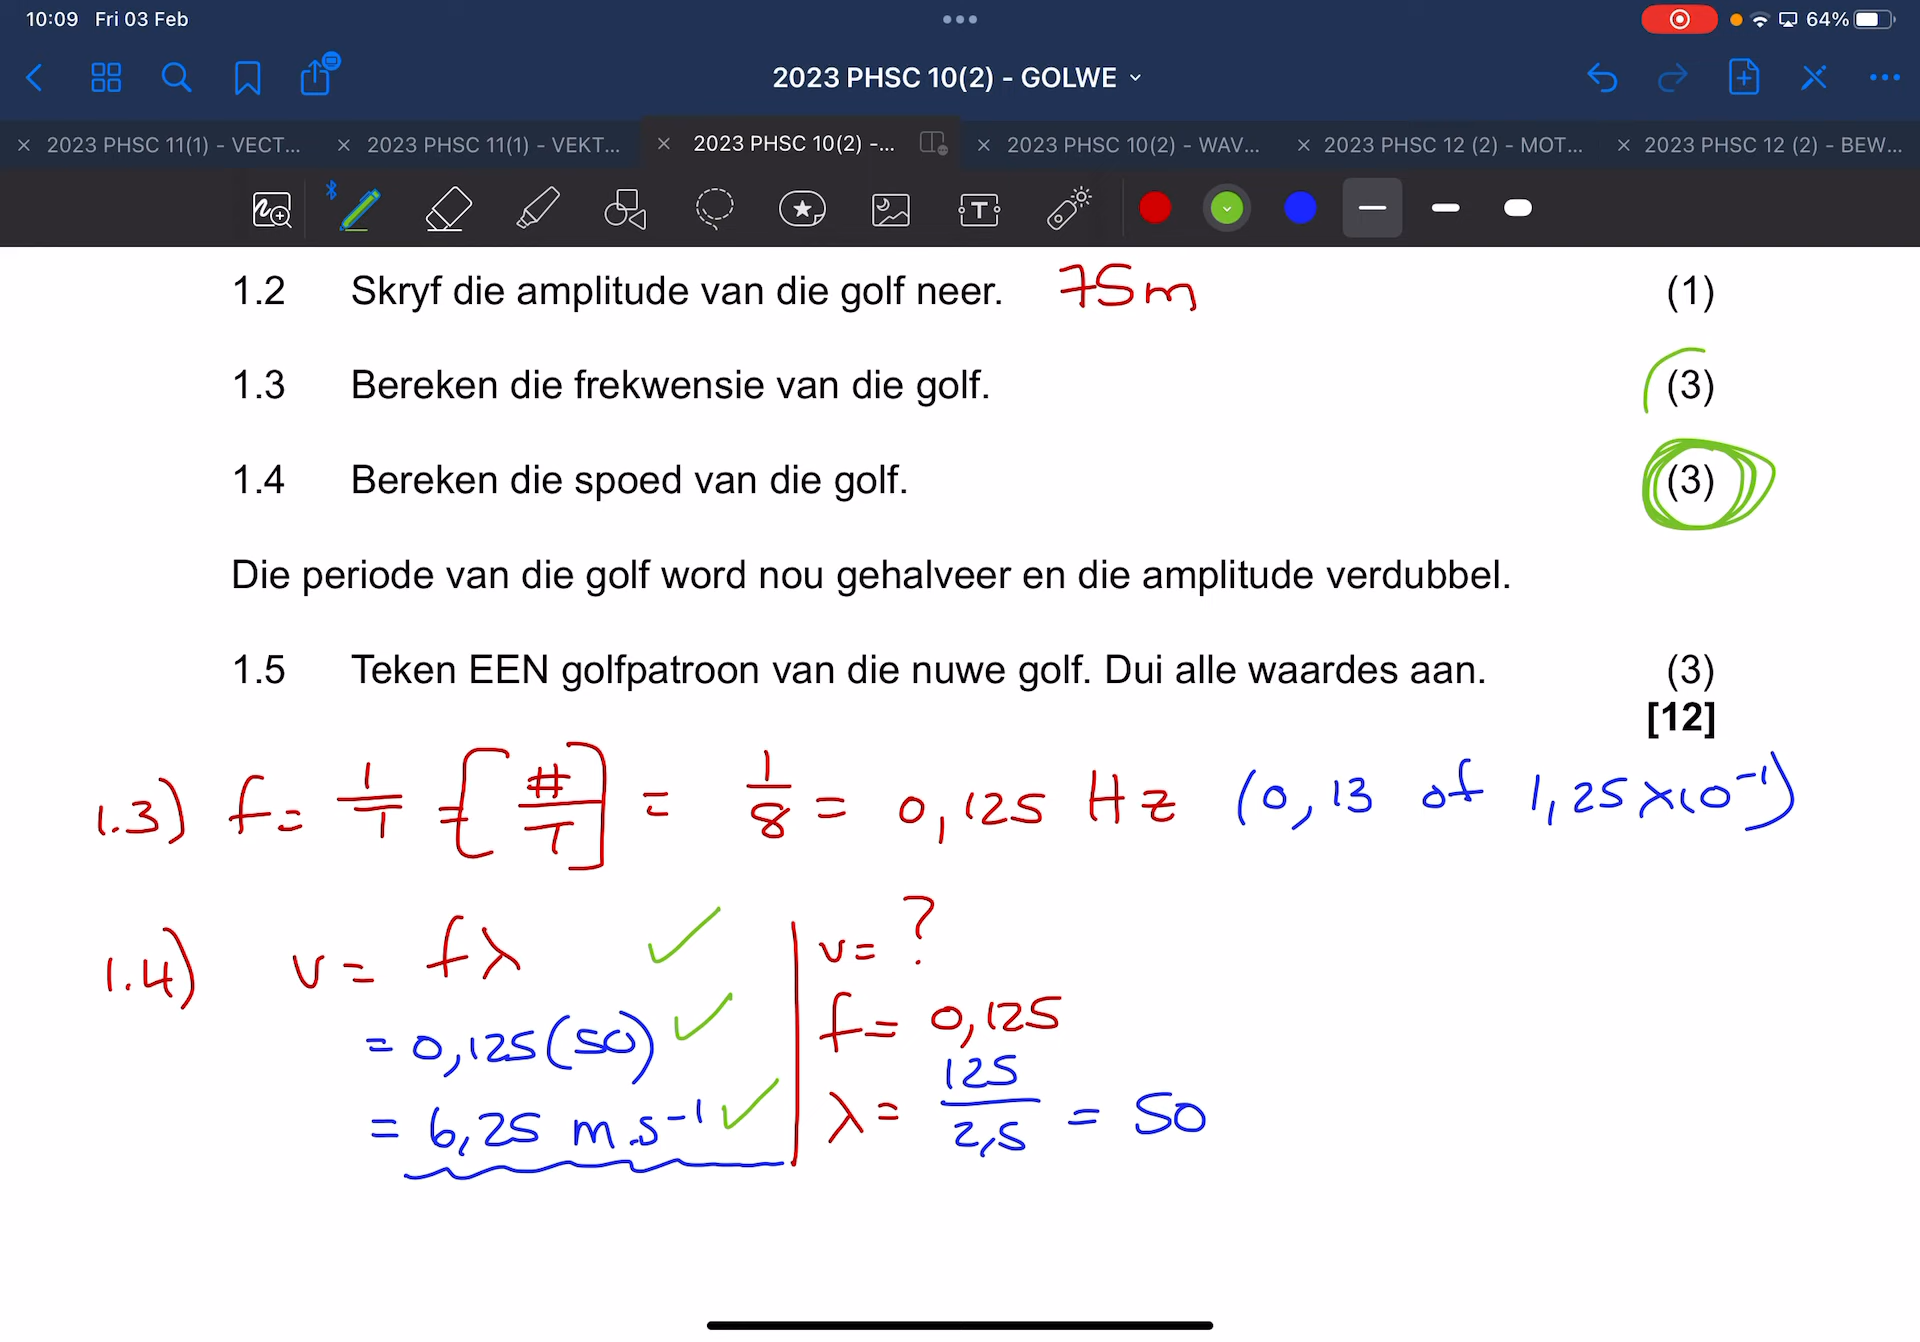 10:09 Fri 03 Feb
64%
2023 PHSC 10(2) - GOLWE
2023 PHSC 11(1) - VECT...
2023 PHSC 11(1) - VEKT...
2023 PHSC 10(2) -...
2023 PHSC 10(2) - WAV...
2023 PHSC 12 (2) - MOT...
2023 PHSC 12 (2) - BEW...
1.2 Skryf die amplitude van die golf neer. 75m (1)
1.3 Bereken die frekwensie van die golf. (3)
1.4 Bereken die spoed van die golf. (3)
Die periode van die golf word nou gehalveer en die amplitude verdubbel.
1.5 Teken EEN golfpatroon van die nuwe golf. Dui alle waardes aan. (3)
[12]
1.3) f = 1/T = [#/T] = 1/8 = 0,125 Hz (0,13 of 1,25×10⁻¹)
1.4) v = fλ ✓
= 0,125(50) ✓
= 6,25 m.s⁻¹ ✓
v = ?
f = 0,125
λ = 125/2,5 = 50